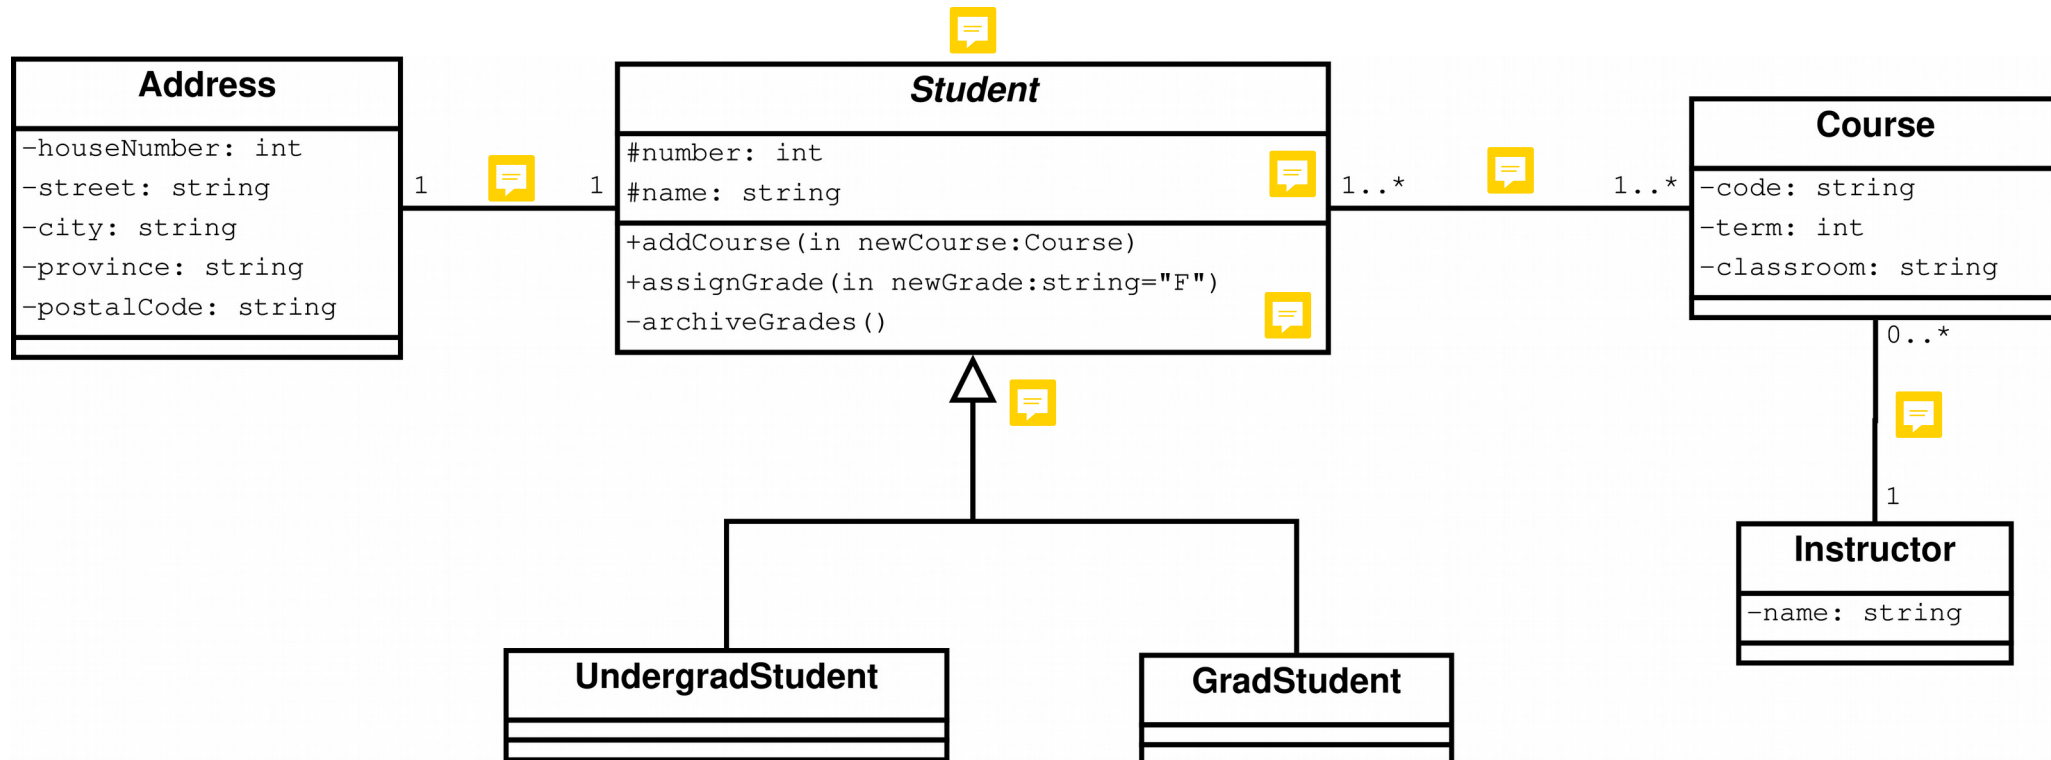 Address
-houseNumber: int
-street: string
-city: string
-province: string
-postalCode: string
1
1
Student
#number: int
#name: string
+addCourse(in newCourse:Course)
+assignGrade(in newGrade:string="F")
-archiveGrades()
1..*
1..*
Course
-code: string
-term: int
-classroom: string
0..*
1
Instructor
-name: string
UndergradStudent
GradStudent